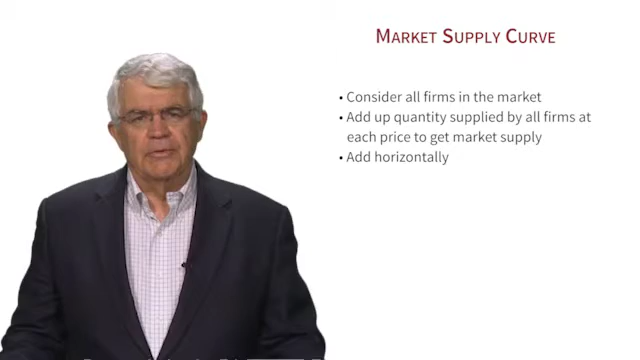 Market Supply Curve
• Consider all firms in the market
• Add up quantity supplied by all firms at
each price to get market supply
• Add horizontally